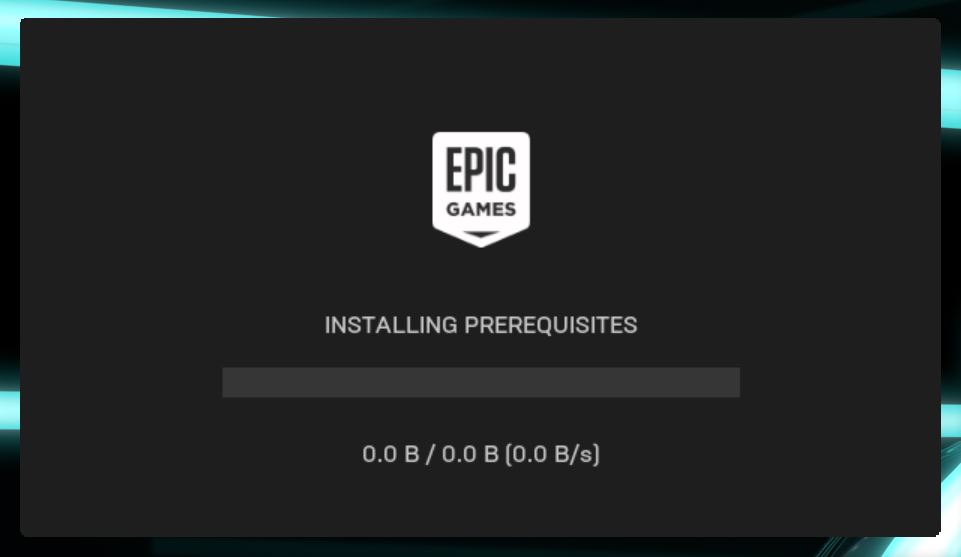 EPIC
GAMES
INSTALLING PREREQUISITES
0.0 B / 0.0 B (0.0 B/s)